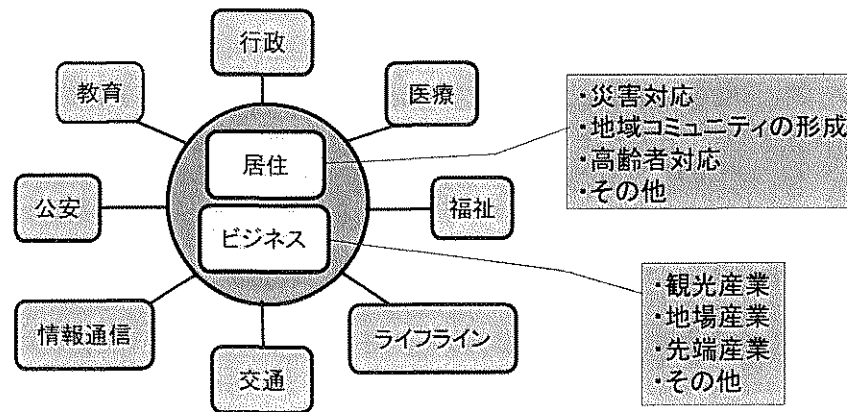 行政
教育
医療
居住
公安
福祉
ビジネス
情報通信
ライフライン
交通
・災害対応
・地域コミュニティの形成
・高齢者対応
・その他
・観光産業
・地場産業
・先端産業
・その他